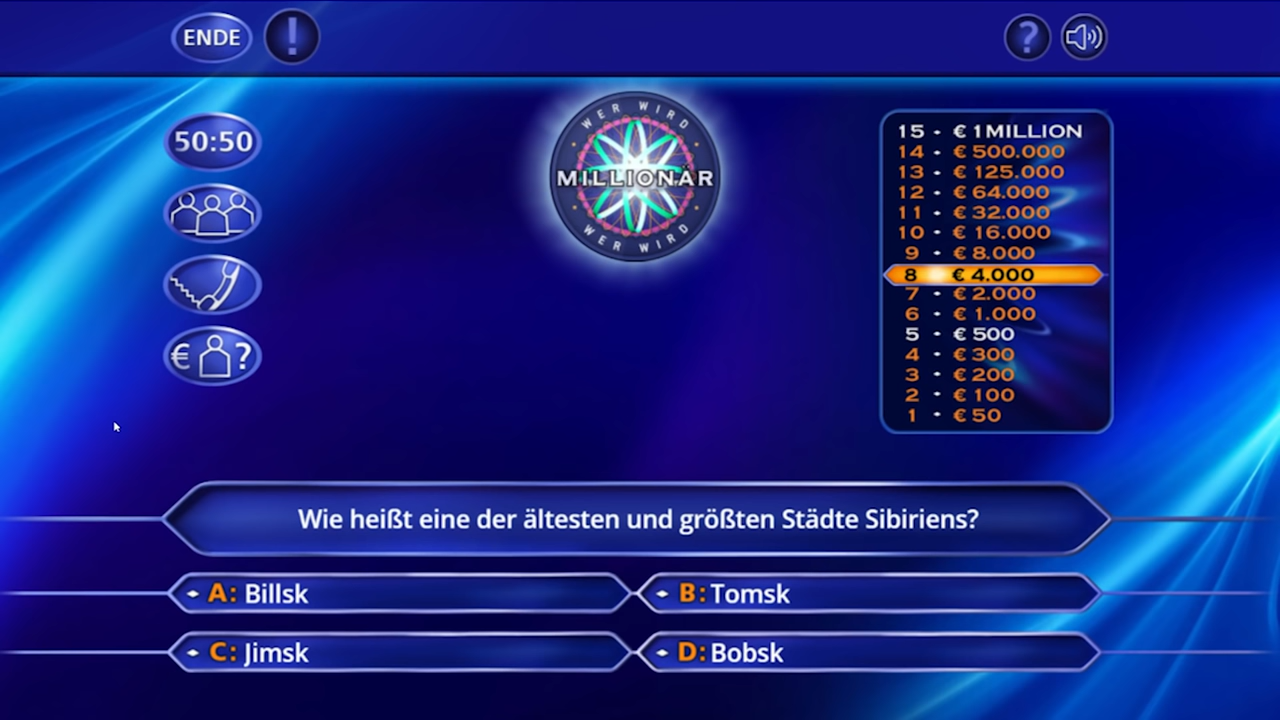 ENDE
!
?
50:50
€ ?
WER WIRD
MILLIONÄR
WER WIRD
15 • € 1 MILLION
14 • € 500.000
13 • € 125.000
12 • € 64.000
11 • € 32.000
10 • € 16.000
9 • € 8.000
8 € 4.000
7 • € 2.000
6 • € 1.000
5 • € 500
4 • € 300
3 • € 200
2 • € 100
1 • € 50
Wie heißt eine der ältesten und größten Städte Sibiriens?
A: Billsk
B: Tomsk
C: Jimsk
D: Bobsk